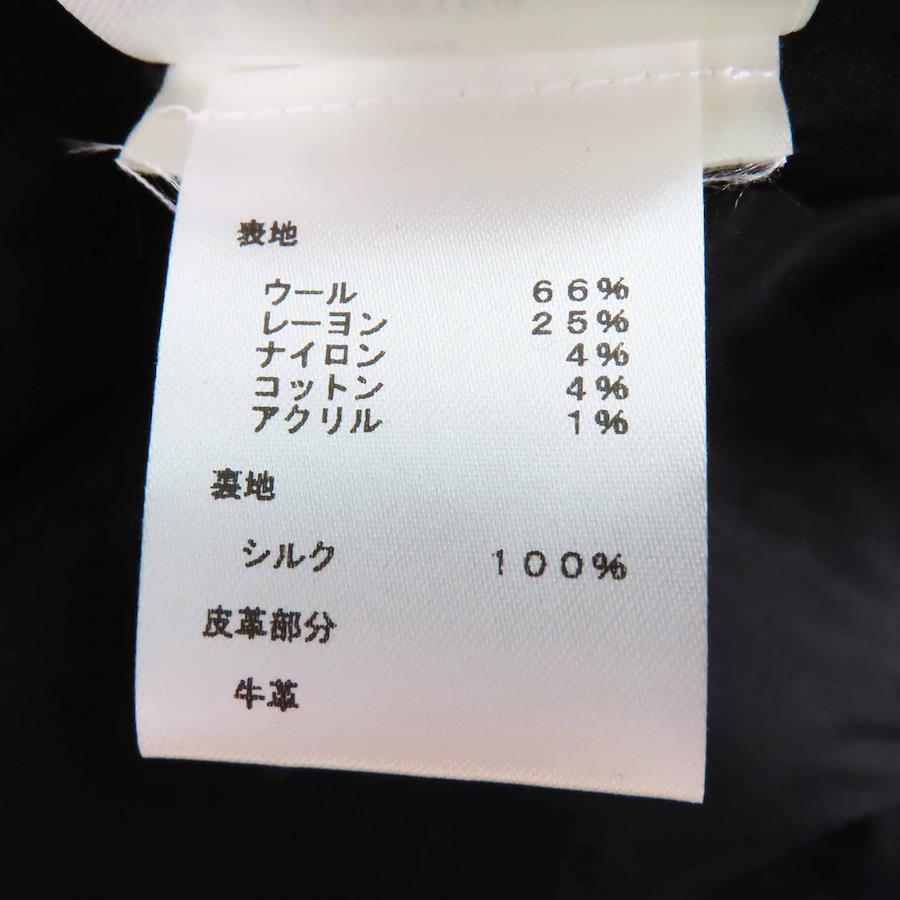 表地
ウール ６６%
レーヨン ２５%
ナイロン ４%
コットン ４%
アクリル １%
裏地
シルク １００%
皮革部分
牛革